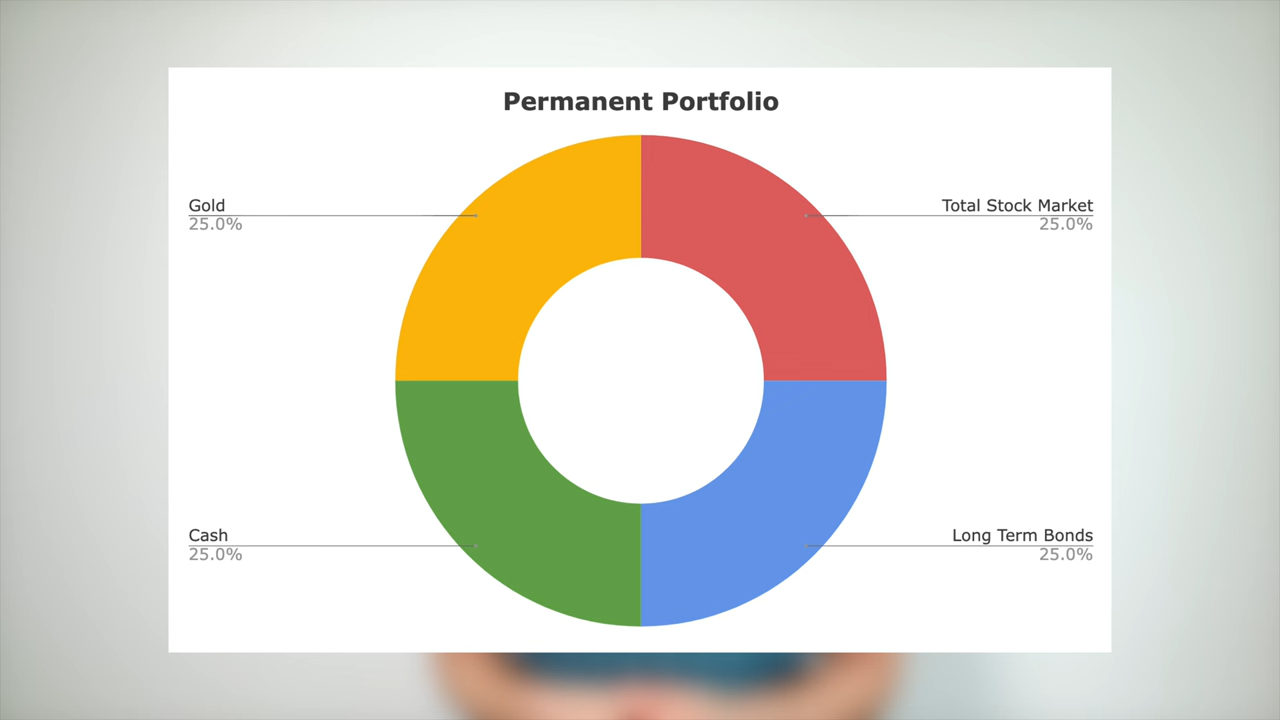 Permanent Portfolio
Gold
25.0%
Total Stock Market
25.0%
Cash
25.0%
Long Term Bonds
25.0%